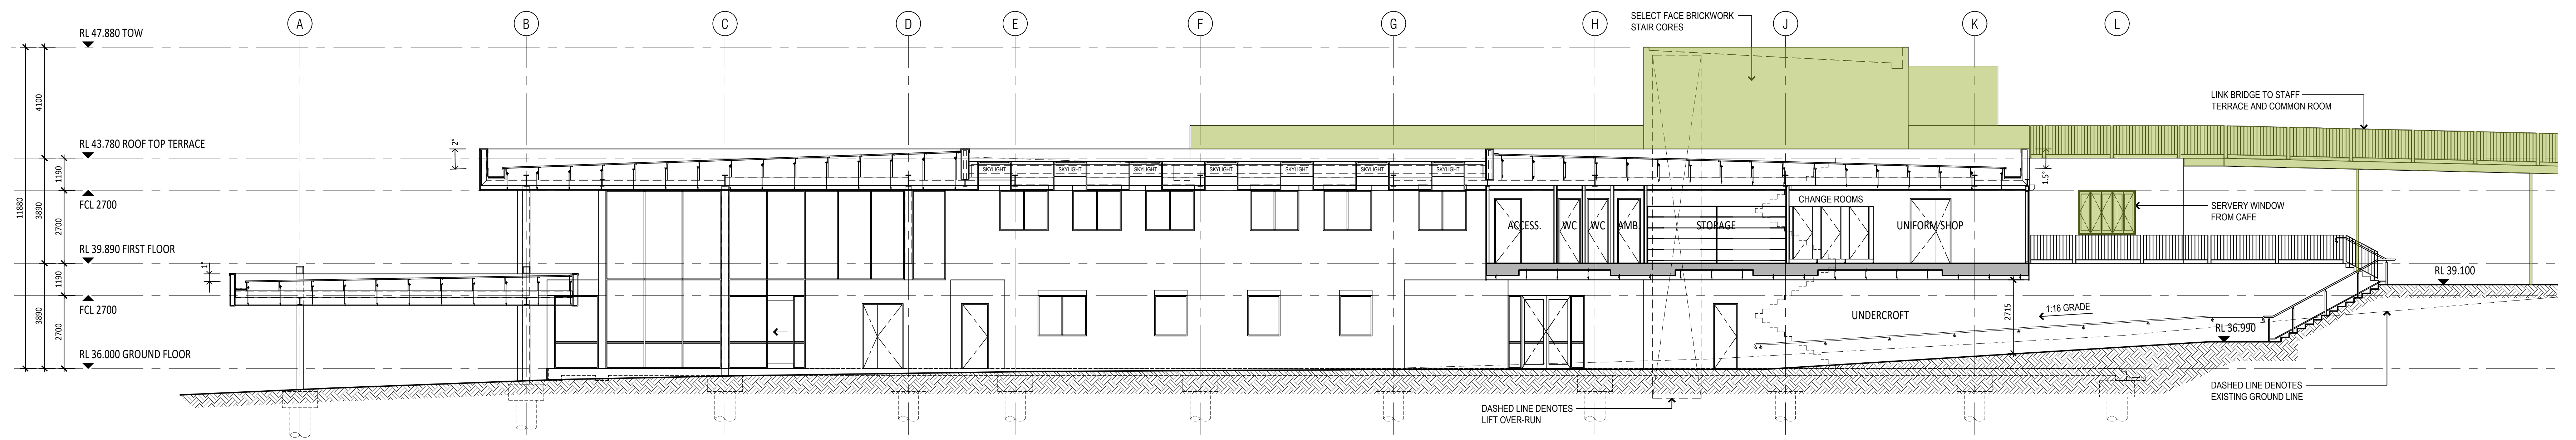 A
B
C
D
E
F
G
H
J
K
L
SELECT FACE BRICKWORK
STAIR CORES
RL 47.880 TOW
LINK BRIDGE TO STAFF
TERRACE AND COMMON ROOM
4100
RL 43.780 ROOF TOP TERRACE
2°
1.5°
1190
SKYLIGHT
SKYLIGHT
SKYLIGHT
SKYLIGHT
SKYLIGHT
SKYLIGHT
SKYLIGHT
FCL 2700
11880
3890
2700
CHANGE ROOMS
SERVERY WINDOW
FROM CAFE
ACCESS.
WC
WC
AMB.
STORAGE
UNIFORM SHOP
RL 39.890 FIRST FLOOR
1°
RL 39.100
1190
FCL 2700
3890
2700
2715
1:16 GRADE
UNDERCROFT
RL 36.990
RL 36.000 GROUND FLOOR
DASHED LINE DENOTES
EXISTING GROUND LINE
DASHED LINE DENOTES
LIFT OVER-RUN